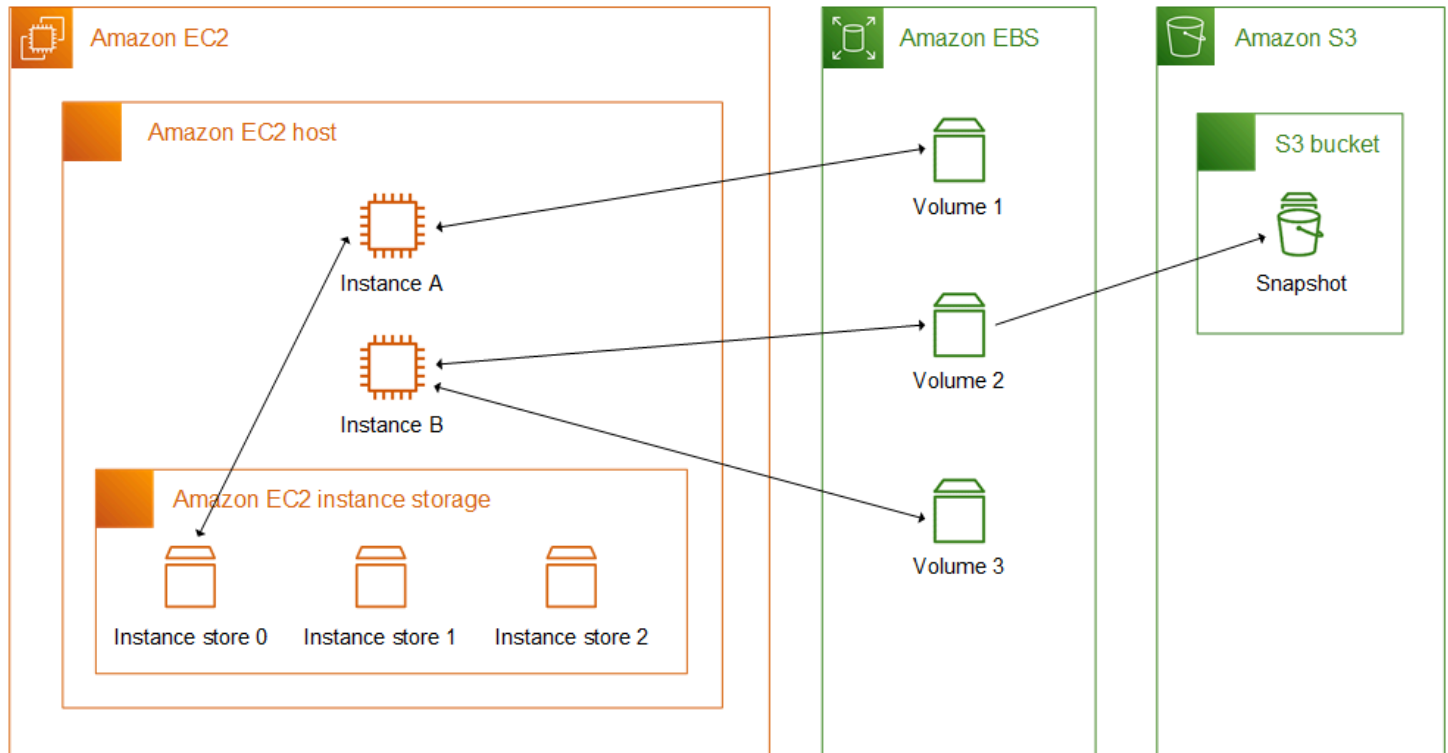 Amazon EC2
Amazon EC2 host
Instance A
Instance B
Amazon EC2 instance storage
Instance store 0
Instance store 1
Instance store 2
Amazon EBS
Volume 1
Volume 2
Volume 3
Amazon S3
S3 bucket
Snapshot